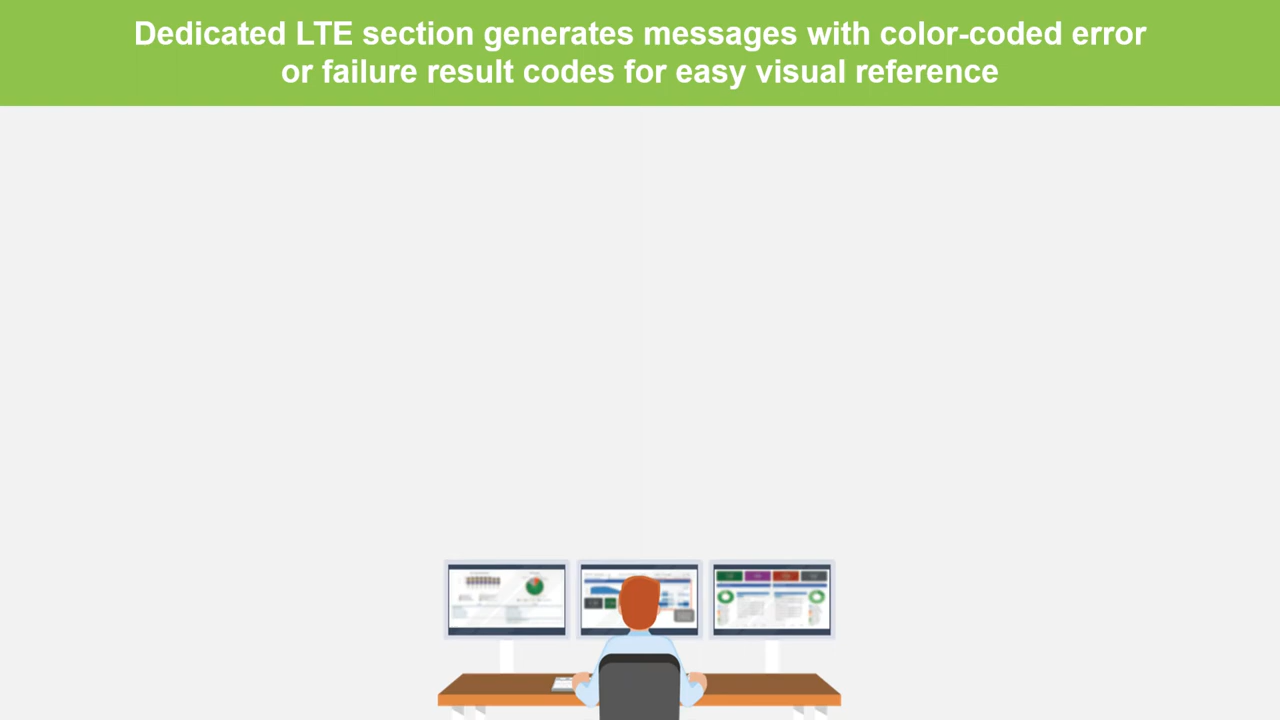 Dedicated LTE section generates messages with color-coded error
or failure result codes for easy visual reference